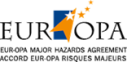 EUR OPA
EUR-OPA MAJOR HAZARDS AGREEMENT
ACCORD EUR-OPA RISQUES MAJEURS